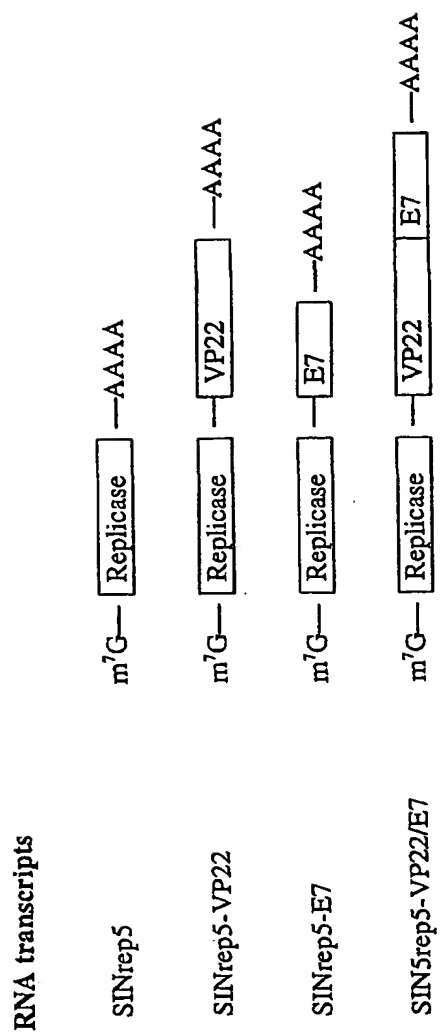 RNA transcripts
SINrep5 m⁷G— Replicase —AAAA
SINrep5-VP22 m⁷G— Replicase VP22 —AAAA
SINrep5-E7 m⁷G— Replicase E7 —AAAA
SIN5rep5-VP22/E7 m⁷G— Replicase VP22 E7 —AAAA